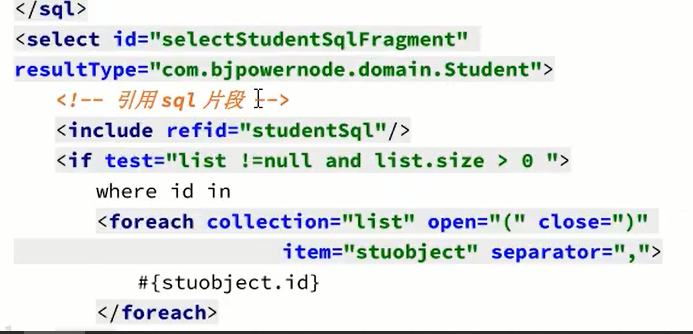 </sql>
<select id="selectStudentSqlFragment"
resultType="com.bjpowernode.domain.Student">
<!-- 引用 sql 片段 -->
<include refid="studentSql"/>
<if test="list !=null and list.size > 0 ">
where id in
<foreach collection="list" open="(" close=")"
item="stuobject" separator=",">
#{stuobject.id}
</foreach>